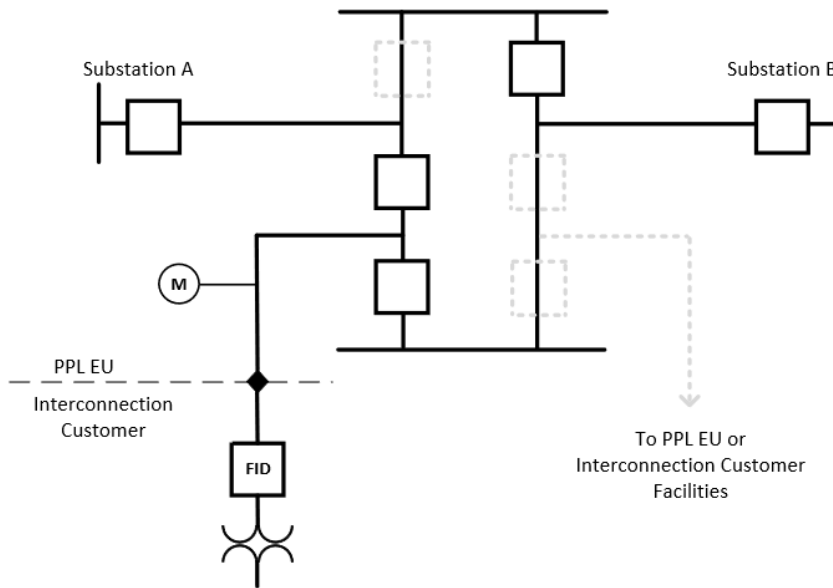 Substation A
Substation B
M
PPL EU
Interconnection
Customer
FID
To PPL EU or
Interconnection Customer
Facilities